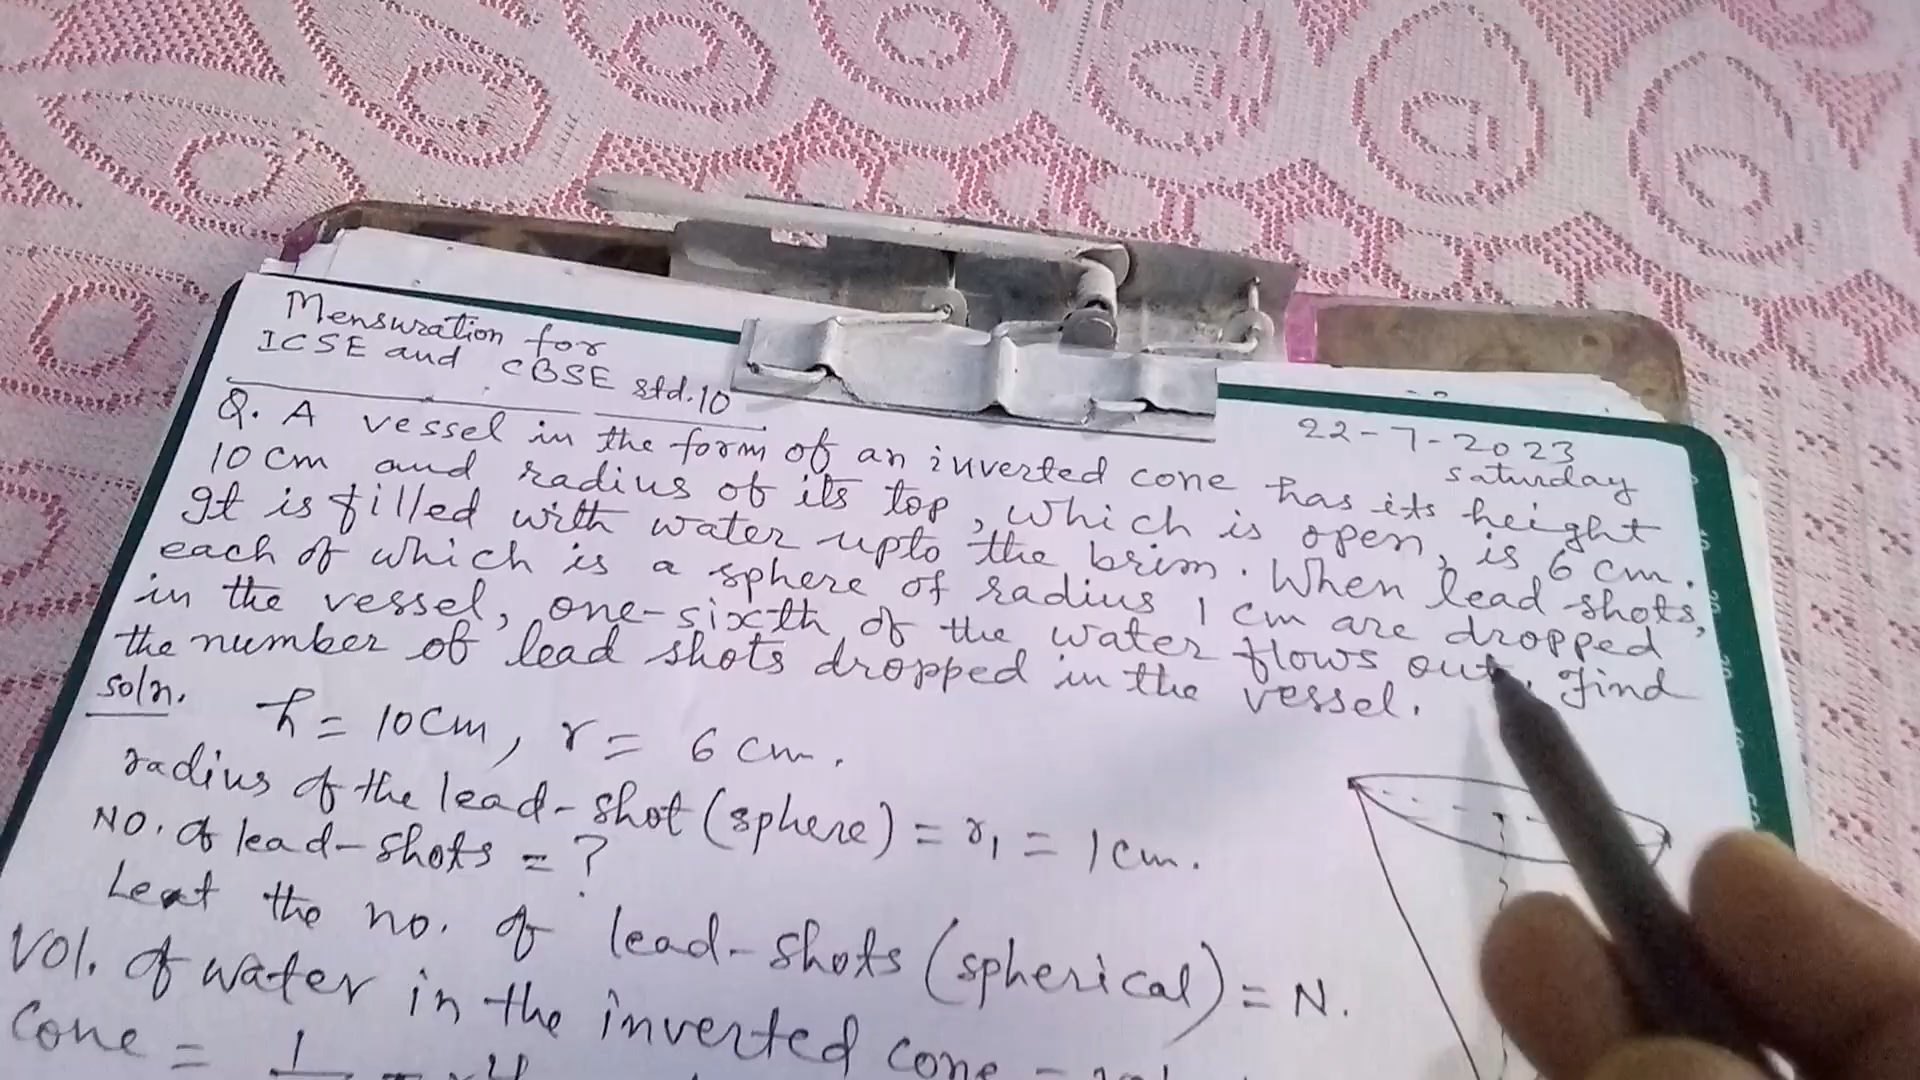 Mensuration for
ICSE and CBSE std.10
22-7-2023
saturday
Q. A vessel in the form of an inverted cone has its height
10 cm and radius of its top, which is open, is 6 cm.
It is filled with water upto the brim. When lead shots,
each of which is a sphere of radius 1 cm are dropped
in the vessel, one-sixth of the water flows out. Find
the number of lead shots dropped in the vessel.
Soln. h = 10 cm, r = 6 cm.
radius of the lead-shot (sphere) = r₁ = 1 cm.
No. of lead-shots = ?
Let the no. of lead-shots (spherical) = N.
Vol. of water in the inverted cone =
Cone = 1